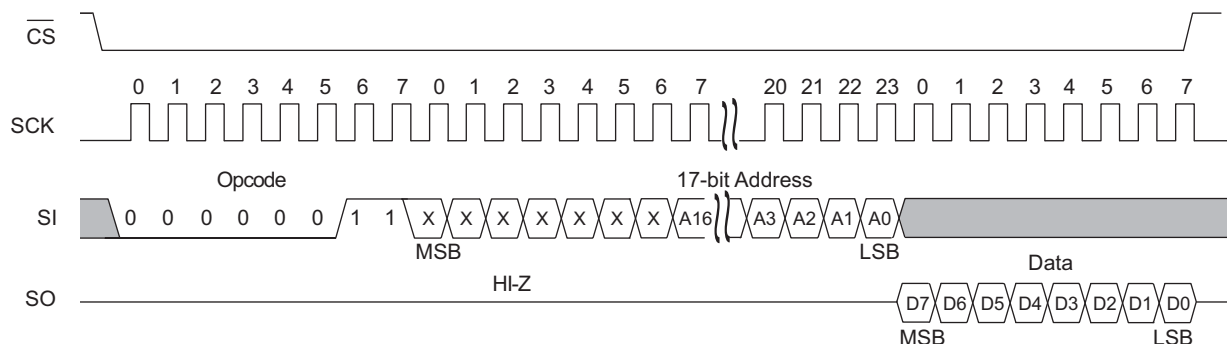 CS
0 1 2 3 4 5 6 7 0 1 2 3 4 5 6 7 20 21 22 23 0 1 2 3 4 5 6 7
SCK
Opcode 17-bit Address
SI 0 0 0 0 0 0 1 1 X X X X X X X A16 A3 A2 A1 A0
MSB LSB
HI-Z Data
SO D7 D6 D5 D4 D3 D2 D1 D0
MSB LSB